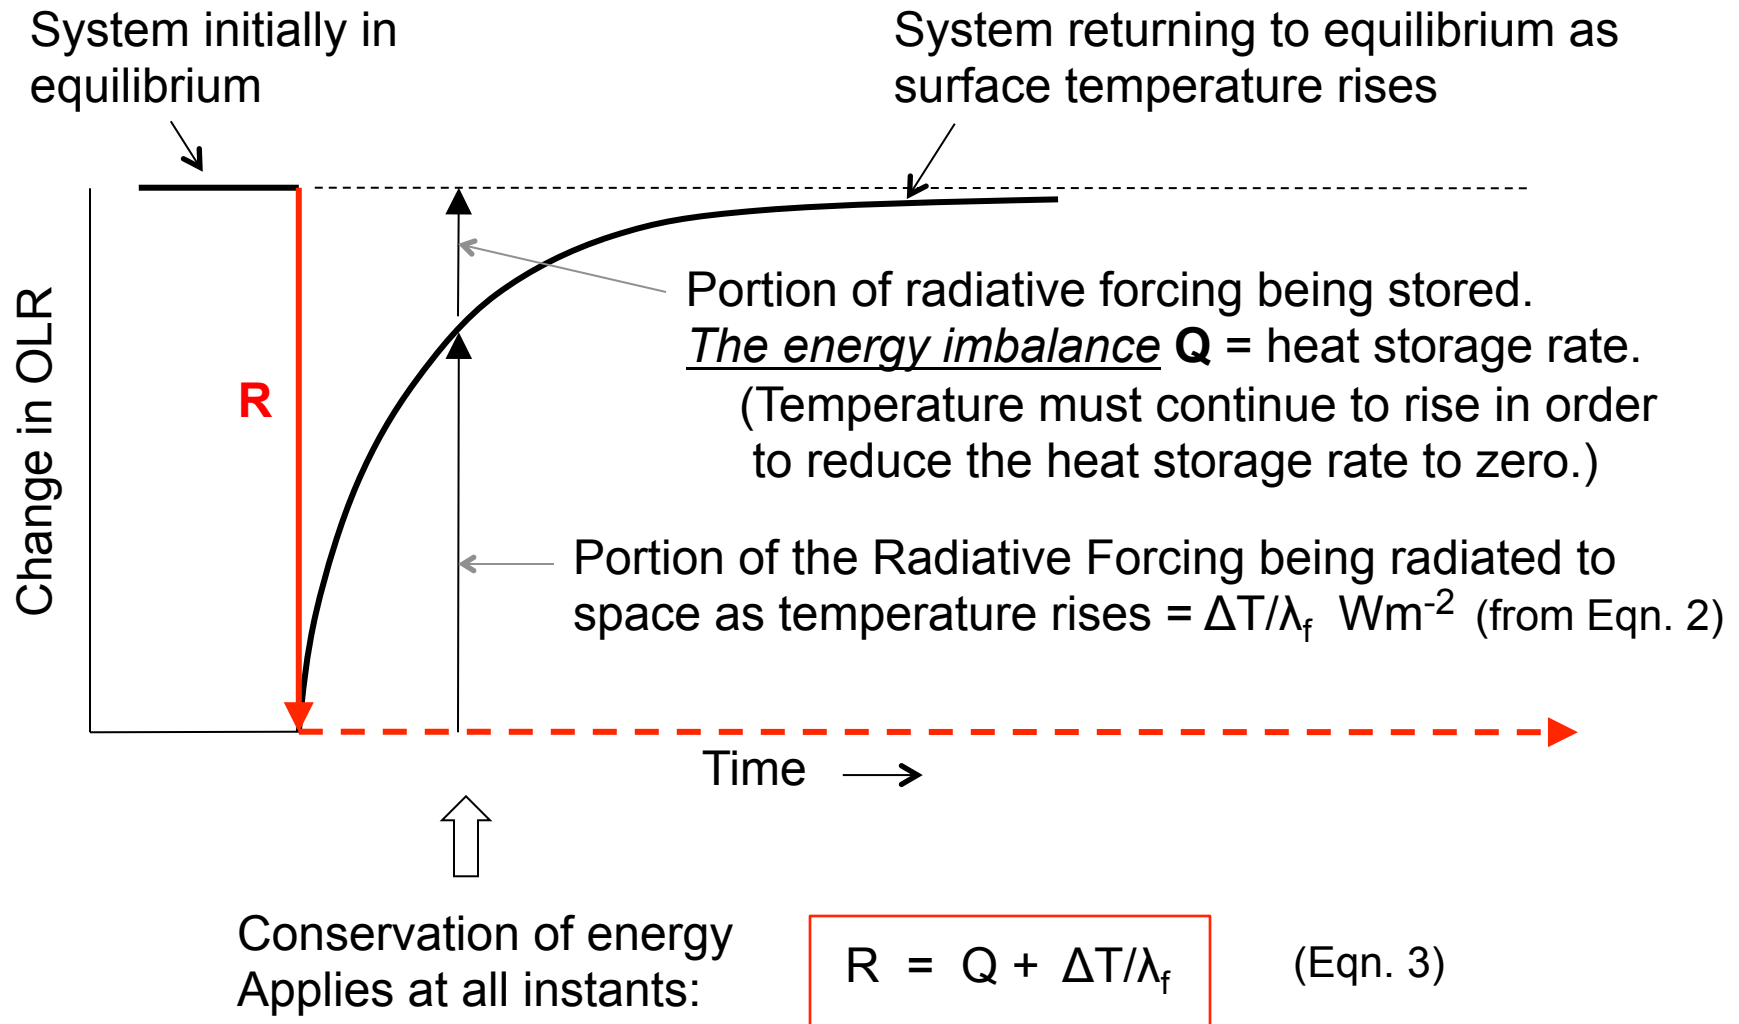 System initially in
equilibrium
System returning to equilibrium as
surface temperature rises
Change in OLR
R
Portion of radiative forcing being stored.
The energy imbalance Q = heat storage rate.
(Temperature must continue to rise in order
to reduce the heat storage rate to zero.)
Portion of the Radiative Forcing being radiated to
space as temperature rises = ΔT/λf Wm-2 (from Eqn. 2)
Time
Conservation of energy
Applies at all instants:
R = Q + ΔT/λf
(Eqn. 3)